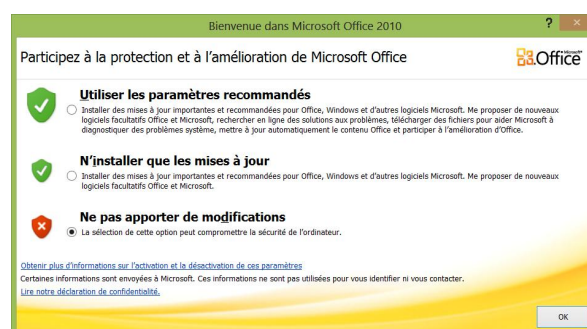 Bienvenue dans Microsoft Office 2010
? ×
Participez à la protection et à l'amélioration de Microsoft Office
Microsoft®
Office
Utiliser les paramètres recommandés
Installer des mises à jour importantes et recommandées pour Office, Windows et d'autres logiciels Microsoft. Me proposer de nouveaux
logiciels facultatifs Office et Microsoft, rechercher en ligne des solutions aux problèmes, télécharger des fichiers pour aider Microsoft à
diagnostiquer des problèmes système, mettre à jour automatiquement le contenu Office et participer à l'amélioration d'Office.
N'installer que les mises à jour
Installer des mises à jour importantes et recommandées pour Office, Windows et d'autres logiciels Microsoft. Me proposer de nouveaux
logiciels facultatifs Office et Microsoft.
Ne pas apporter de modifications
La sélection de cette option peut compromettre la sécurité de l'ordinateur.
Obtenir plus d'informations sur l'activation et la désactivation de ces paramètres
Certaines informations sont envoyées à Microsoft. Ces informations ne sont pas utilisées pour vous identifier ni vous contacter.
Lire notre déclaration de confidentialité.
OK